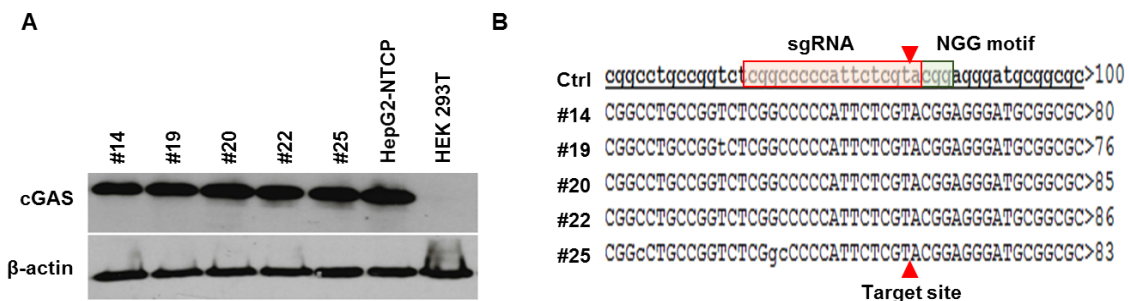 A
#14
#19
#20
#22
#25
HepG2-NTCP
HEK 293T
cGAS
β-actin
B
sgRNA
NGG motif
Ctrl cggcctgccggtcttcggcccccattctcgtacggagggatgcggcgc>100
#14 CGGCCTGCCGGTCTCGGCCCCCATTCTCGTACGGAGGGATGCGGCGC>80
#19 CGGCCTGCCGGtCTCGGCCCCCATTCTCGTACGGAGGGATGCGGCGC>76
#20 CGGCCTGCCGGTCTCGGCCCCCATTCTCGTACGGAGGGATGCGGCGC>85
#22 CGGCCTGCCGGTCTCGGCCCCCATTCTCGTACGGAGGGATGCGGCGC>86
#25 CGGcCTGCCGGTCTCGgcCCCCATTCTCGTACGGAGGGATGCGGCGC>83
Target site